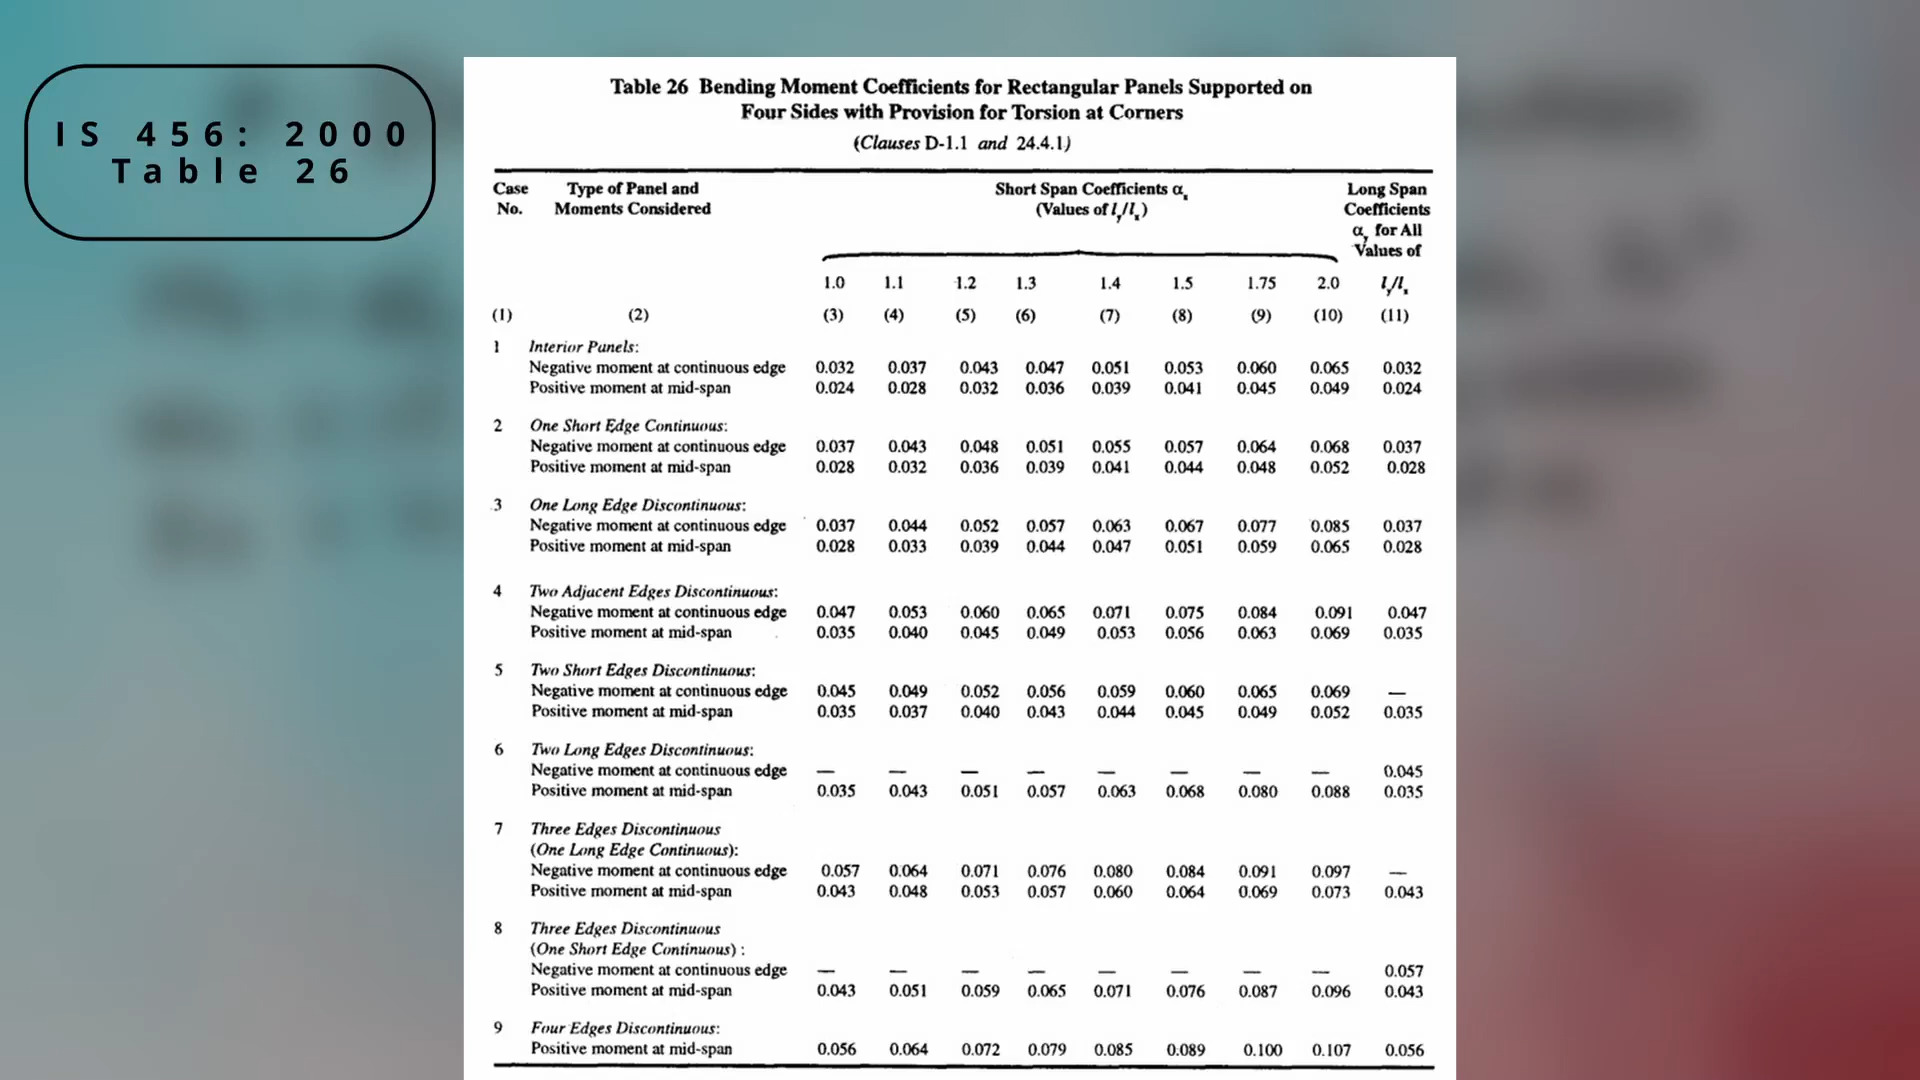 IS 456: 2000
Table 26
Table 26 Bending Moment Coefficients for Rectangular Panels Supported on
Four Sides with Provision for Torsion at Corners
(Clauses D-1.1 and 24.4.1)
Case No. Type of Panel and Moments Considered Short Span Coefficients αx (Values of ly/lx) Long Span Coefficients αy for All Values of ly/lx
1.0 1.1 1.2 1.3 1.4 1.5 1.75 2.0
(1) (2) (3) (4) (5) (6) (7) (8) (9) (10) (11)
1 Interior Panels:
Negative moment at continuous edge 0.032 0.037 0.043 0.047 0.051 0.053 0.060 0.065 0.032
Positive moment at mid-span 0.024 0.028 0.032 0.036 0.039 0.041 0.045 0.049 0.024
2 One Short Edge Continuous:
Negative moment at continuous edge 0.037 0.043 0.048 0.051 0.055 0.057 0.064 0.068 0.037
Positive moment at mid-span 0.028 0.032 0.036 0.039 0.041 0.044 0.048 0.052 0.028
3 One Long Edge Discontinuous:
Negative moment at continuous edge 0.037 0.044 0.052 0.057 0.063 0.067 0.077 0.085 0.037
Positive moment at mid-span 0.028 0.033 0.039 0.044 0.047 0.051 0.059 0.065 0.028
4 Two Adjacent Edges Discontinuous:
Negative moment at continuous edge 0.047 0.053 0.060 0.065 0.071 0.075 0.084 0.091 0.047
Positive moment at mid-span 0.035 0.040 0.045 0.049 0.053 0.056 0.063 0.069 0.035
5 Two Short Edges Discontinuous:
Negative moment at continuous edge 0.045 0.049 0.052 0.056 0.059 0.060 0.065 0.069 —
Positive moment at mid-span 0.035 0.037 0.040 0.043 0.044 0.045 0.049 0.052 0.035
6 Two Long Edges Discontinuous:
Negative moment at continuous edge — — — — — — — — 0.045
Positive moment at mid-span 0.035 0.043 0.051 0.057 0.063 0.068 0.080 0.088 0.035
7 Three Edges Discontinuous
(One Long Edge Continuous):
Negative moment at continuous edge 0.057 0.064 0.071 0.076 0.080 0.084 0.091 0.097 —
Positive moment at mid-span 0.043 0.048 0.053 0.057 0.060 0.064 0.069 0.073 0.043
8 Three Edges Discontinuous
(One Short Edge Continuous) :
Negative moment at continuous edge — — — — — — — — 0.057
Positive moment at mid-span 0.043 0.051 0.059 0.065 0.071 0.076 0.087 0.096 0.043
9 Four Edges Discontinuous:
Positive moment at mid-span 0.056 0.064 0.072 0.079 0.085 0.089 0.100 0.107 0.056